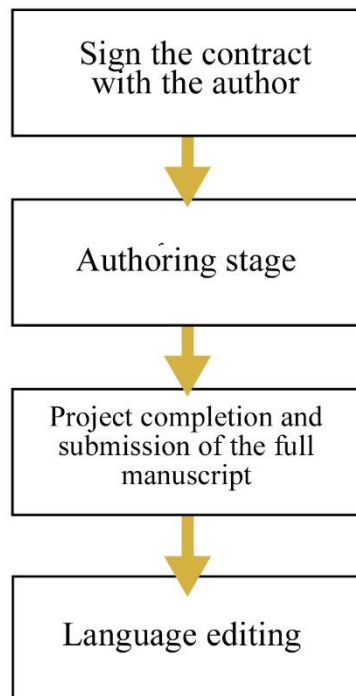 Sign the contract
with the author
Authoring stage
Project completion and
submission of the full
manuscript
Language editing